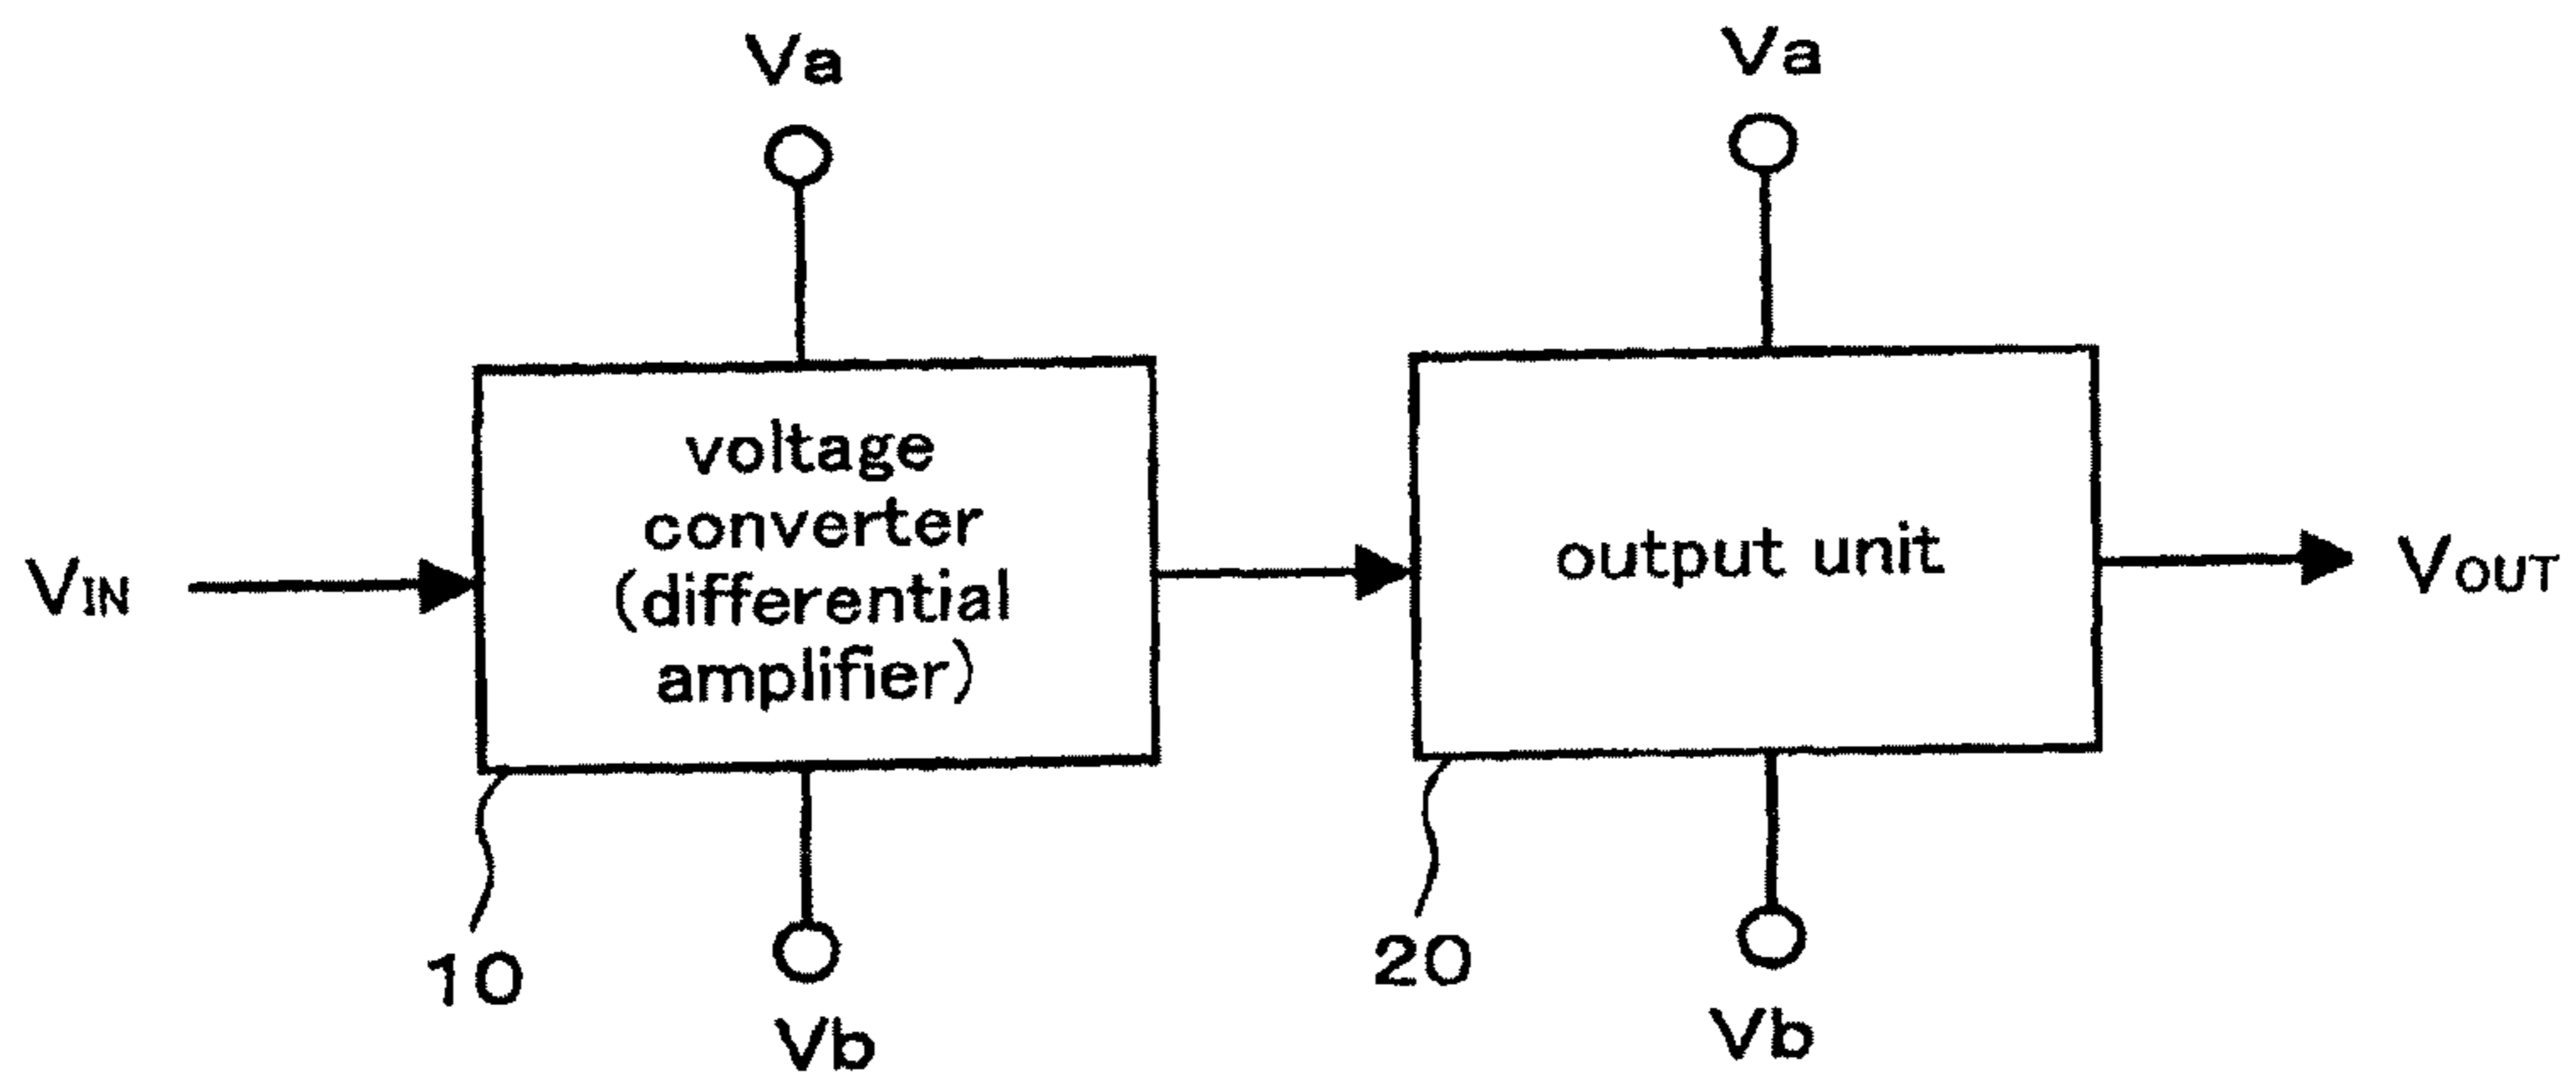 Va
Va
voltage
converter
(differential
amplifier)
output unit
VIN
VOUT
10
20
Vb
Vb